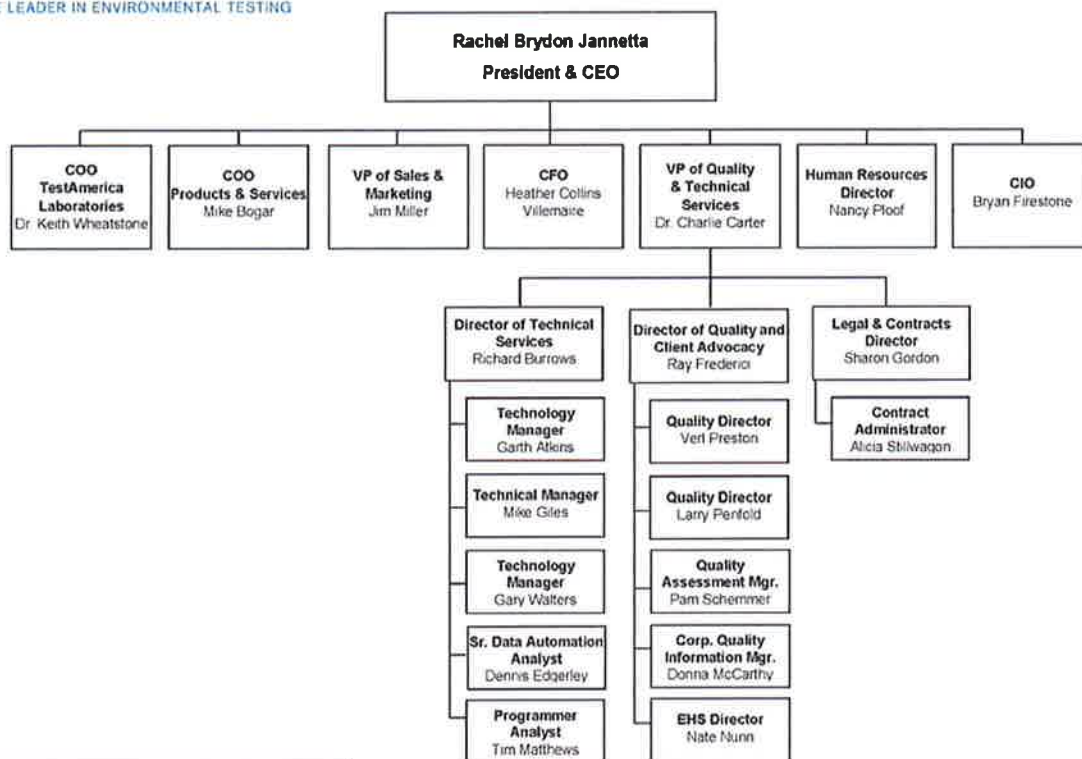 LEADER IN ENVIRONMENTAL TESTING
Rachel Brydon Jannetta
President & CEO
COO
TestAmerica
Laboratories
Dr. Keith Wheatstone
COO
Products & Services
Mike Bogar
VP of Sales &
Marketing
Jim Miller
CFO
Heather Collins
Villemaire
VP of Quality
& Technical
Services
Dr. Charlie Carter
Human Resources
Director
Nancy Ploof
CIO
Bryan Firestone
Director of Technical
Services
Richard Burrows
Director of Quality and
Client Advocacy
Ray Frederici
Legal & Contracts
Director
Sharon Gordon
Technology
Manager
Garth Atkins
Technical Manager
Mike Giles
Technology
Manager
Gary Walters
Sr. Data Automation
Analyst
Dennis Edgerley
Programmer
Analyst
Tim Matthews
Quality Director
Verl Preston
Quality Director
Larry Penfold
Quality
Assessment Mgr.
Pam Schemmer
Corp. Quality
Information Mgr.
Donna McCarthy
EHS Director
Nate Nunn
Contract
Administrator
Alicia Stillwagon